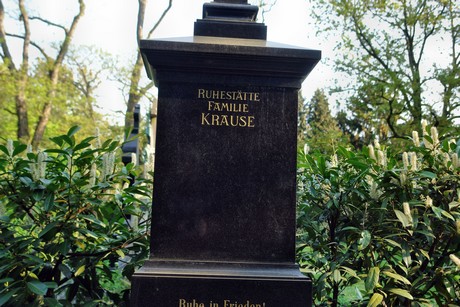 Ruhestätte
Familie
Krause
Ruhe in Frieden!